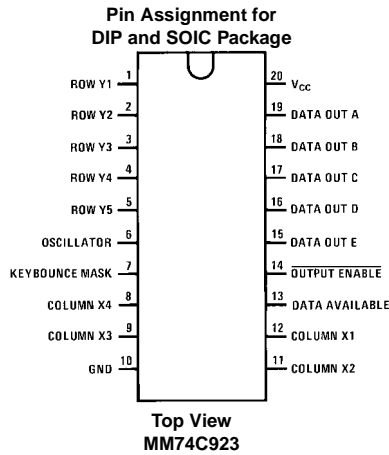 Pin Assignment for
DIP and SOIC Package
ROW Y1 1
ROW Y2 2
ROW Y3 3
ROW Y4 4
ROW Y5 5
OSCILLATOR 6
KEYBOUNCE MASK 7
COLUMN X4 8
COLUMN X3 9
GND 10
20 VCC
19 DATA OUT A
18 DATA OUT B
17 DATA OUT C
16 DATA OUT D
15 DATA OUT E
14 OUTPUT ENABLE
13 DATA AVAILABLE
12 COLUMN X1
11 COLUMN X2
Top View
MM74C923